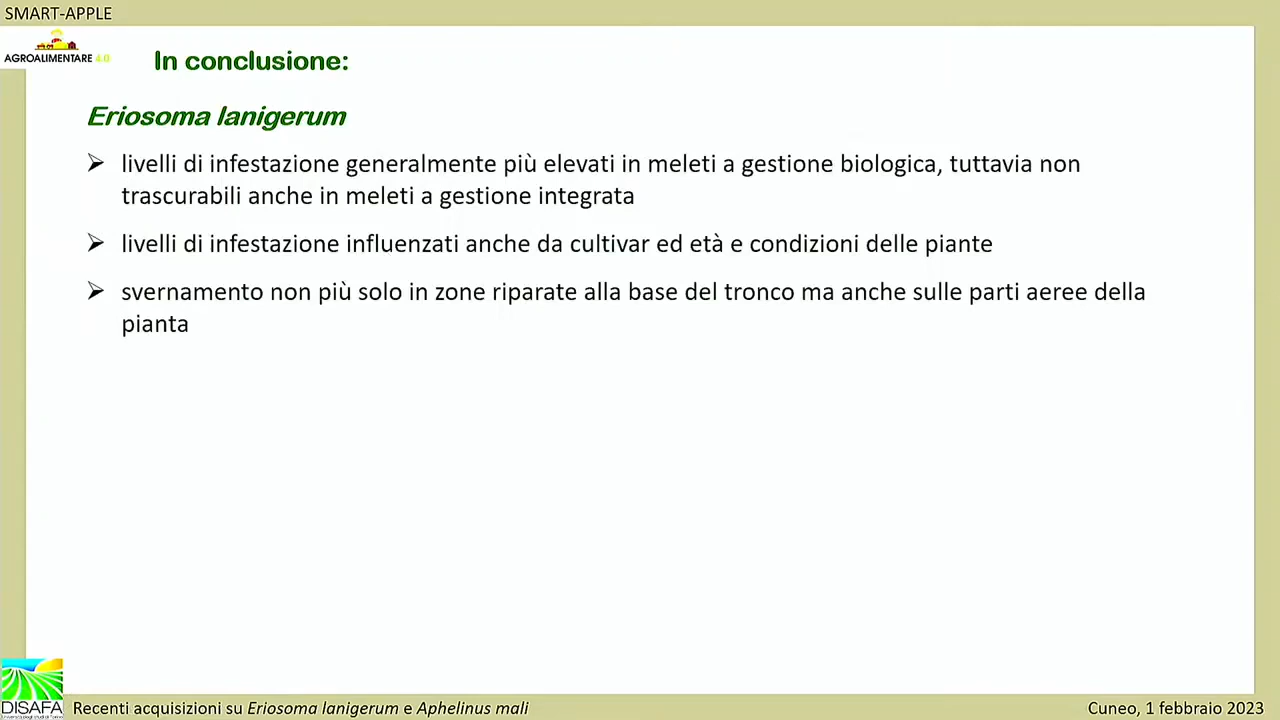 SMART-APPLE
AGROALIMENTARE 4.0
In conclusione:
Eriosoma lanigerum
➢ livelli di infestazione generalmente più elevati in meleti a gestione biologica, tuttavia non
trascurabili anche in meleti a gestione integrata
➢ livelli di infestazione influenzati anche da cultivar ed età e condizioni delle piante
➢ svernamento non più solo in zone riparate alla base del tronco ma anche sulle parti aeree della
pianta
DISAFA
Recenti acquisizioni su Eriosoma lanigerum e Aphelinus mali
Cuneo, 1 febbraio 2023